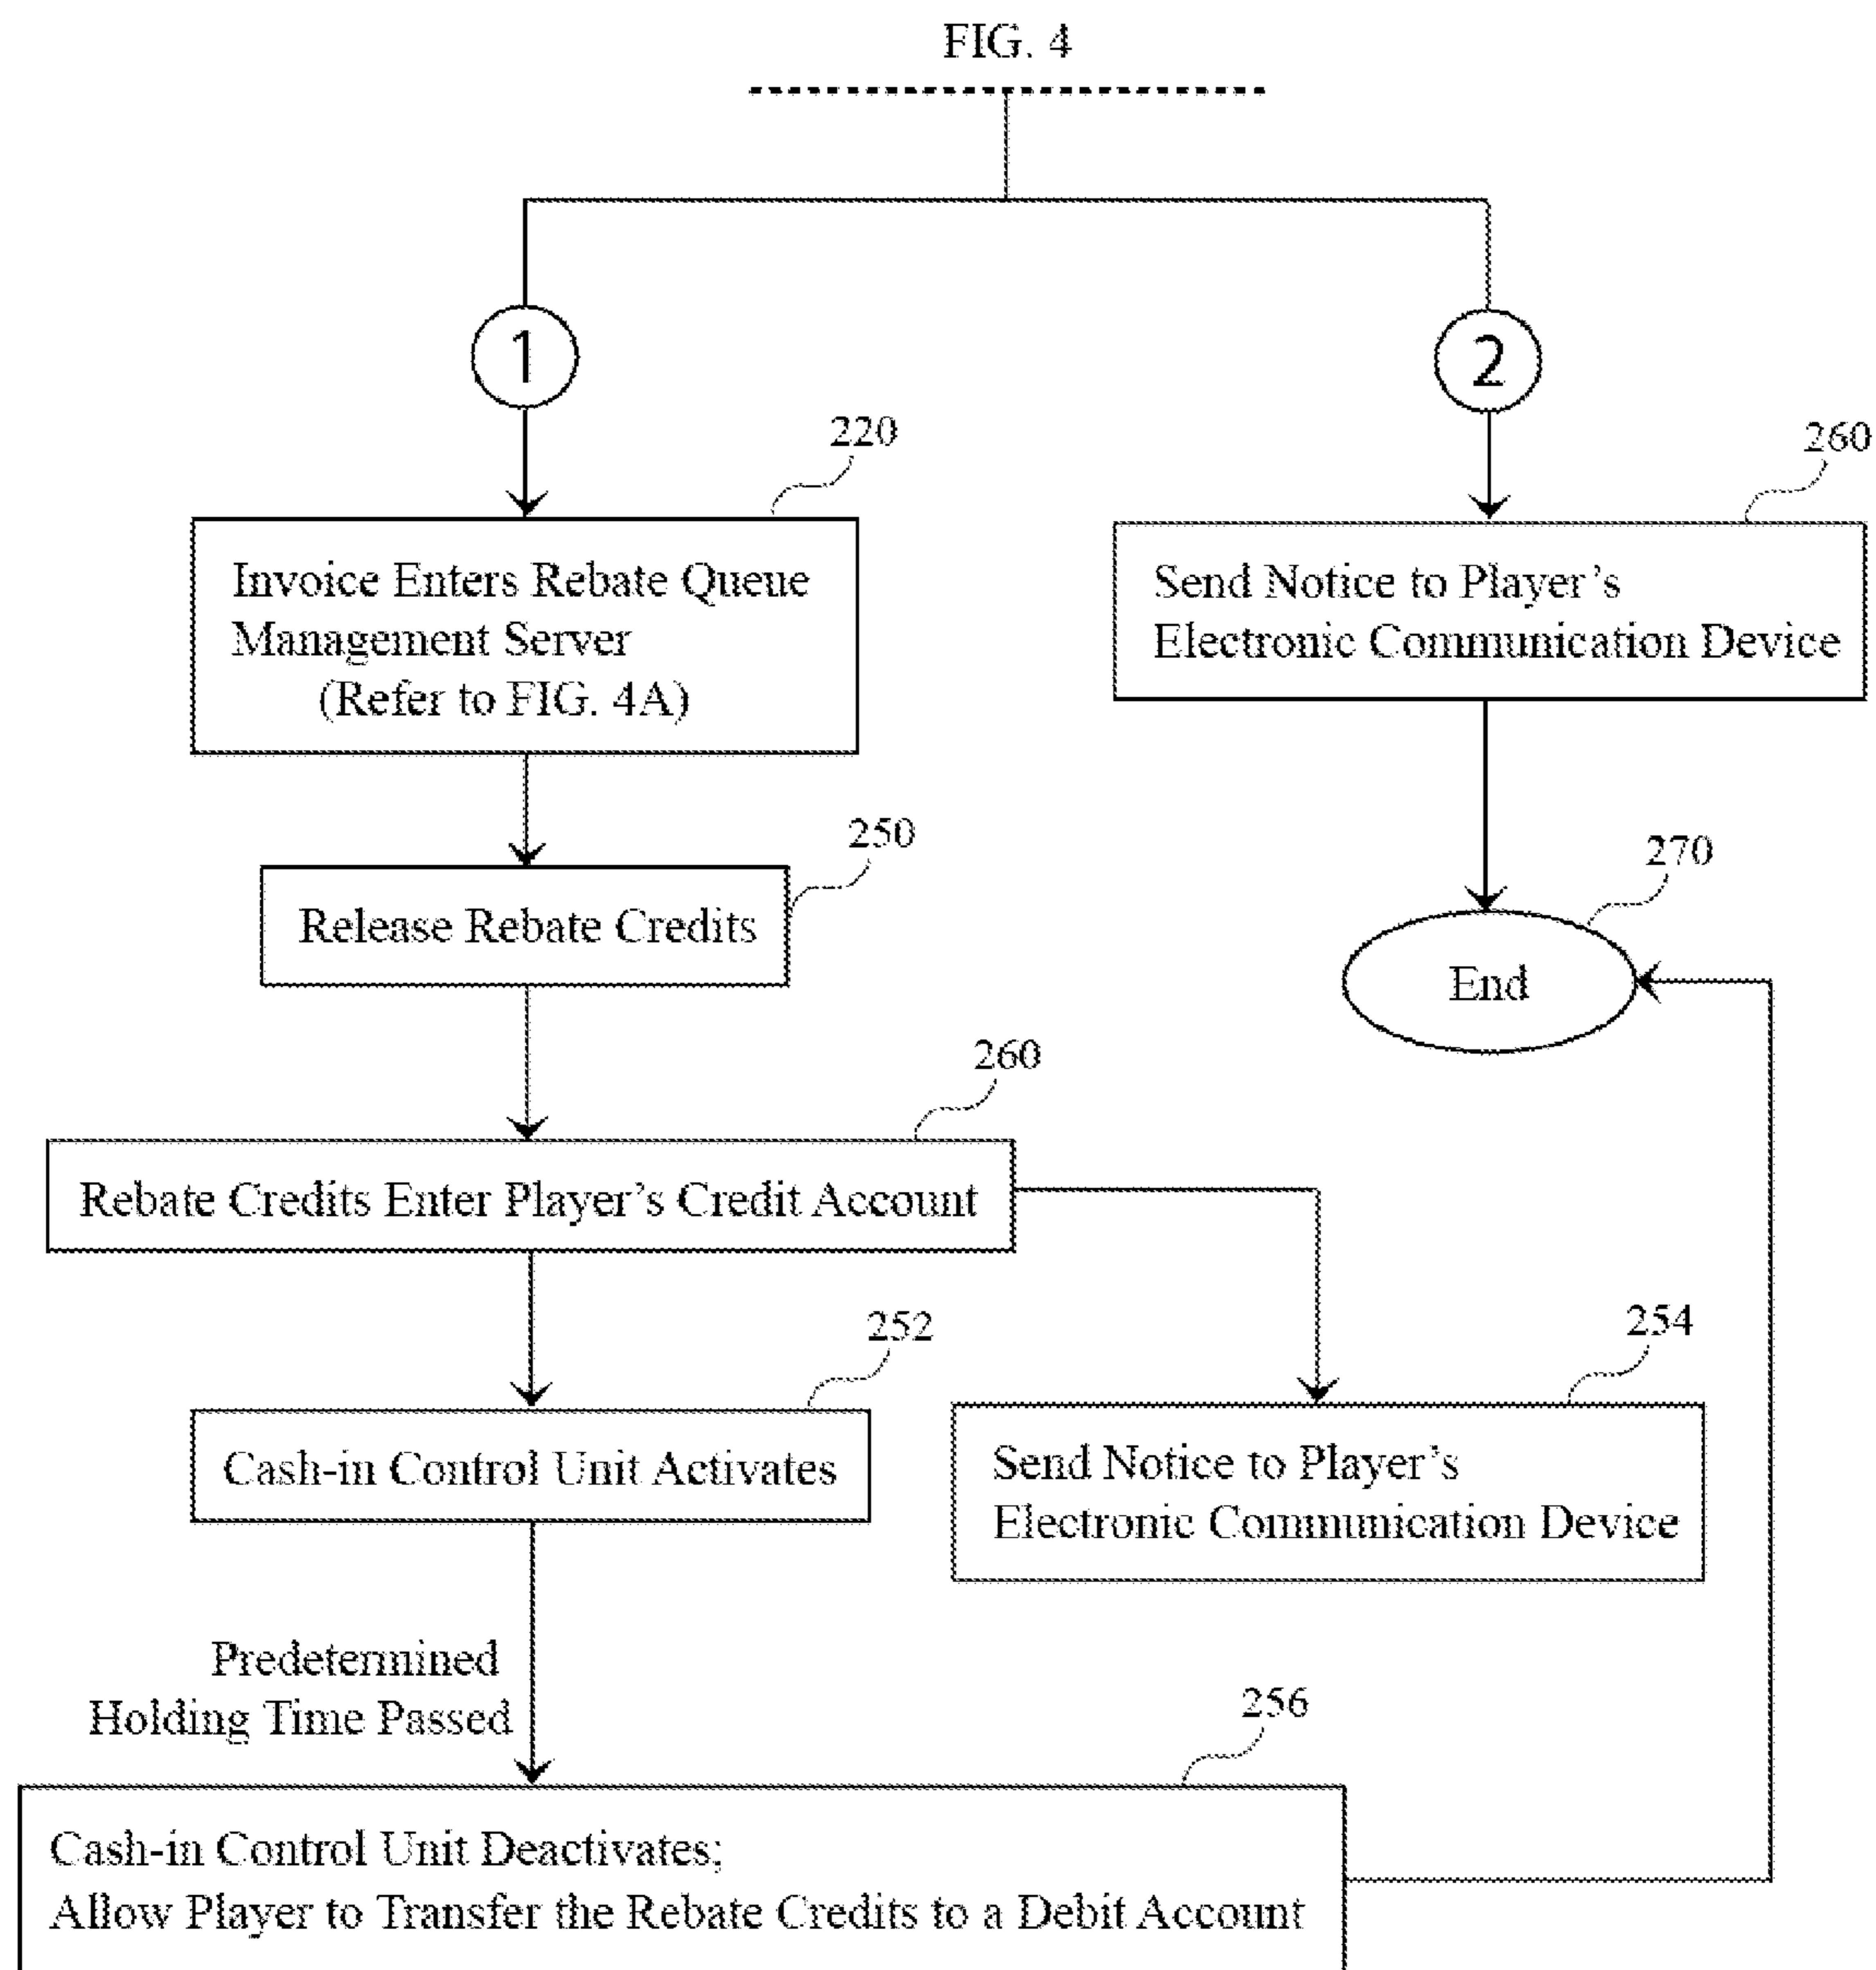 FIG. 4
1
2
220
260
Invoice Enters Rebate Queue
Management Server
(Refer to FIG. 4A)
Send Notice to Player's
Electronic Communication Device
250
270
Release Rebate Credits
End
260
Rebate Credits Enter Player's Credit Account
252
254
Cash-in Control Unit Activates
Send Notice to Player's
Electronic Communication Device
Predetermined
Holding Time Passed
256
Cash-in Control Unit Deactivates;
Allow Player to Transfer the Rebate Credits to a Debit Account